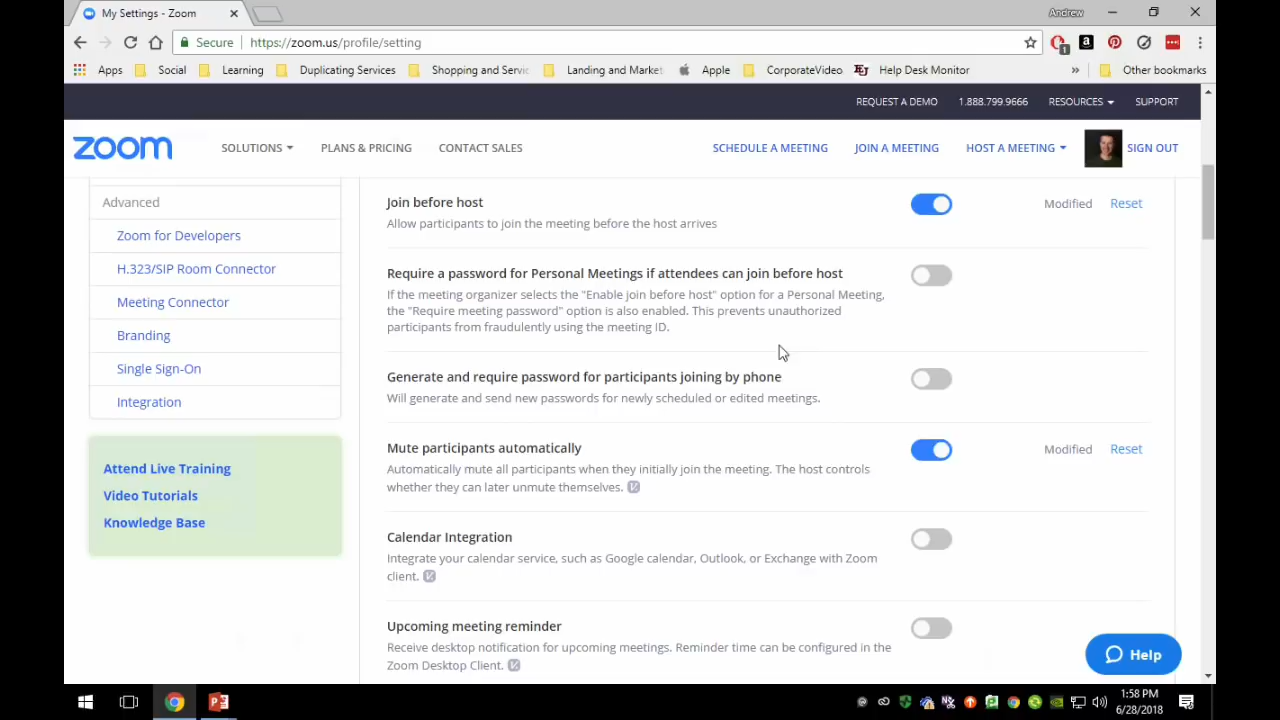 My Settings - Zoom
Andrew
Secure
https://zoom.us/profile/setting
1
Apps
Social
Learning
Duplicating Services
Shopping and Servic
Landing and Market
Apple
CorporateVideo
Help Desk Monitor
»
Other bookmarks
REQUEST A DEMO
1.888.799.9666
RESOURCES
SUPPORT
zoom
SOLUTIONS
PLANS & PRICING
CONTACT SALES
SCHEDULE A MEETING
JOIN A MEETING
HOST A MEETING
SIGN OUT
Advanced
Zoom for Developers
H.323/SIP Room Connector
Meeting Connector
Branding
Single Sign-On
Integration
Attend Live Training
Video Tutorials
Knowledge Base
Join before host
Modified
Reset
Allow participants to join the meeting before the host arrives
Require a password for Personal Meetings if attendees can join before host
If the meeting organizer selects the "Enable join before host" option for a Personal Meeting,
the "Require meeting password" option is also enabled. This prevents unauthorized
participants from fraudulently using the meeting ID.
Generate and require password for participants joining by phone
Will generate and send new passwords for newly scheduled or edited meetings.
Mute participants automatically
Modified
Reset
Automatically mute all participants when they initially join the meeting. The host controls
whether they can later unmute themselves.
Calendar Integration
Integrate your calendar service, such as Google calendar, Outlook, or Exchange with Zoom
client.
Upcoming meeting reminder
Receive desktop notification for upcoming meetings. Reminder time can be configured in the
Zoom Desktop Client.
Help
1:58 PM
6/28/2018